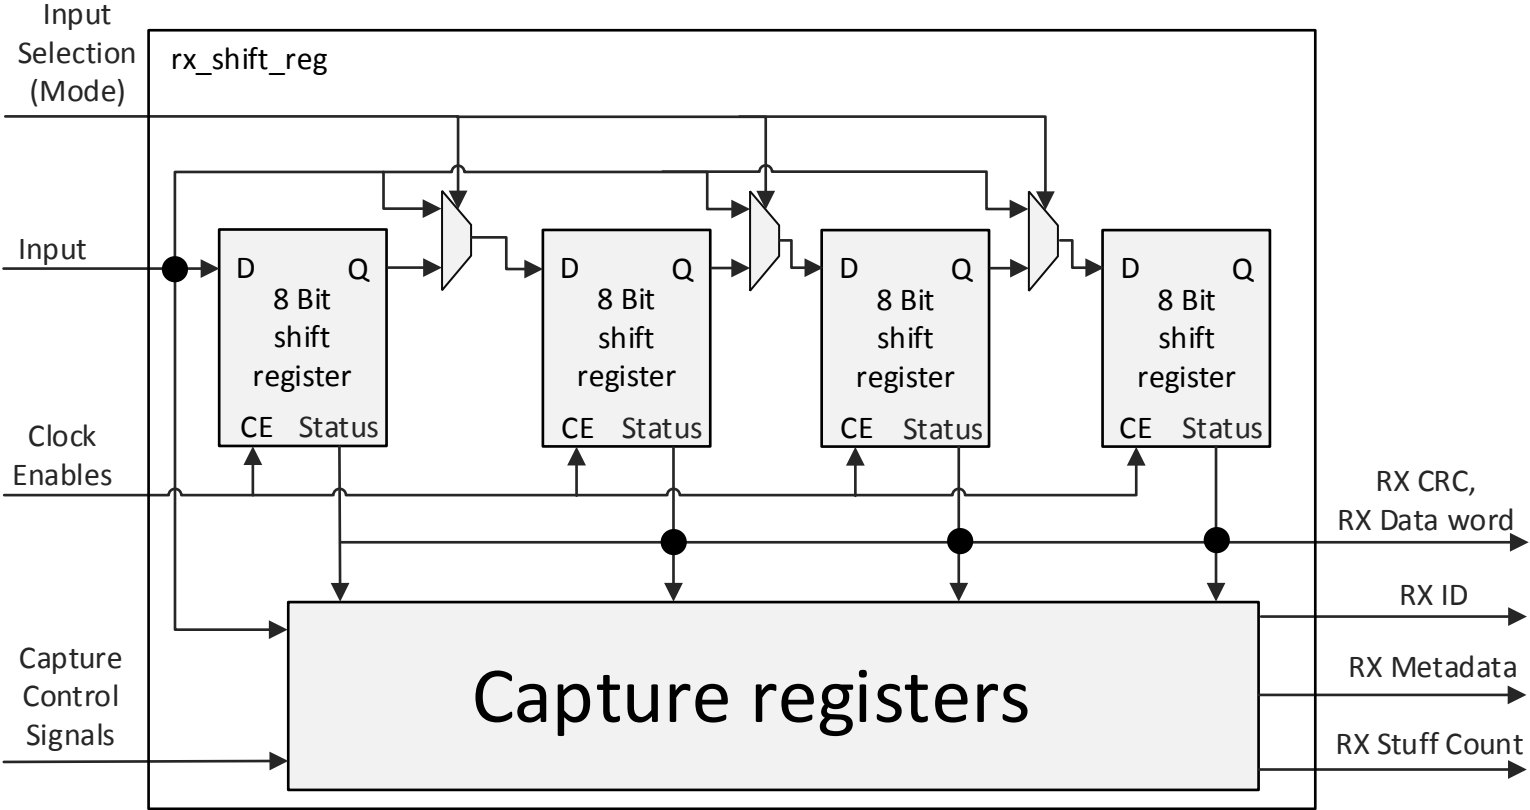 Input
Selection
(Mode)
rx_shift_reg
Input
D Q
8 Bit
shift
register
CE Status
D Q
8 Bit
shift
register
CE Status
D Q
8 Bit
shift
register
CE Status
D Q
8 Bit
shift
register
CE Status
Clock
Enables
RX CRC,
RX Data word
RX ID
Capture
Control
Signals
Capture registers
RX Metadata
RX Stuff Count